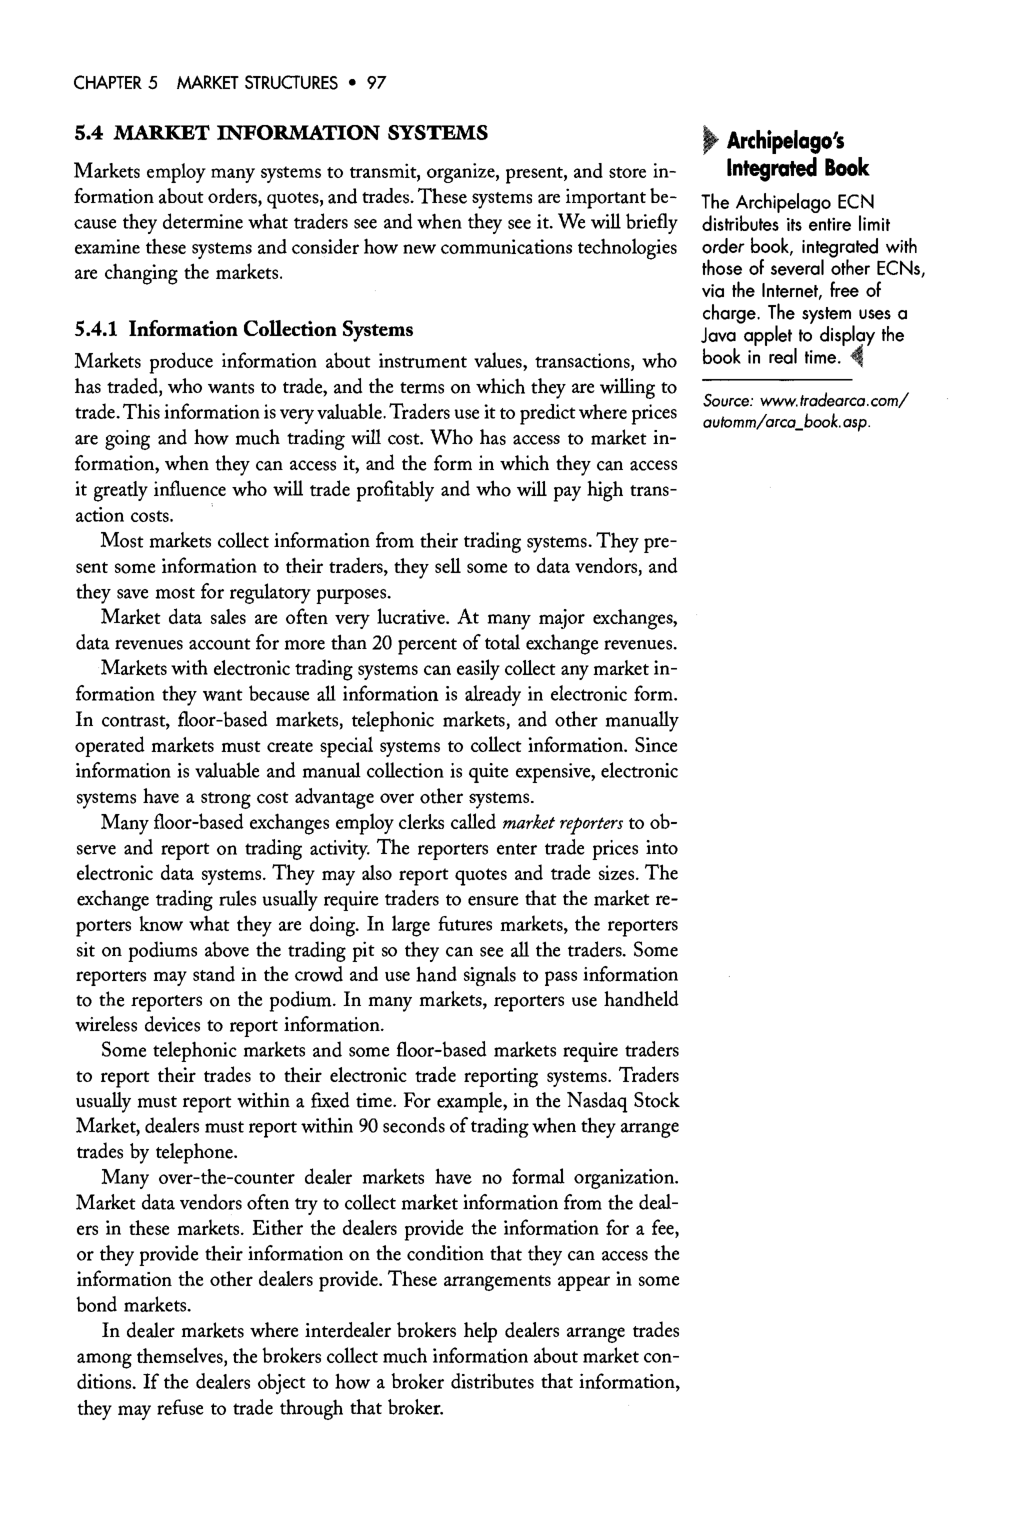 CHAPTER 5 MARKET STRUCTURES • 97
5.4 MARKET INFORMATION SYSTEMS
Markets employ many systems to transmit, organize, present, and store in-
formation about orders, quotes, and trades. These systems are important be-
cause they determine what traders see and when they see it. We will briefly
examine these systems and consider how new communications technologies
are changing the markets.
5.4.1 Information Collection Systems
Markets produce information about instrument values, transactions, who
has traded, who wants to trade, and the terms on which they are willing to
trade. This information is very valuable. Traders use it to predict where prices
are going and how much trading will cost. Who has access to market in-
formation, when they can access it, and the form in which they can access
it greatly influence who will trade profitably and who will pay high trans-
action costs.
Most markets collect information from their trading systems. They pre-
sent some information to their traders, they sell some to data vendors, and
they save most for regulatory purposes.
Market data sales are often very lucrative. At many major exchanges,
data revenues account for more than 20 percent of total exchange revenues.
Markets with electronic trading systems can easily collect any market in-
formation they want because all information is already in electronic form.
In contrast, floor-based markets, telephonic markets, and other manually
operated markets must create special systems to collect information. Since
information is valuable and manual collection is quite expensive, electronic
systems have a strong cost advantage over other systems.
Many floor-based exchanges employ clerks called market reporters to ob-
serve and report on trading activity. The reporters enter trade prices into
electronic data systems. They may also report quotes and trade sizes. The
exchange trading rules usually require traders to ensure that the market re-
porters know what they are doing. In large futures markets, the reporters
sit on podiums above the trading pit so they can see all the traders. Some
reporters may stand in the crowd and use hand signals to pass information
to the reporters on the podium. In many markets, reporters use handheld
wireless devices to report information.
Some telephonic markets and some floor-based markets require traders
to report their trades to their electronic trade reporting systems. Traders
usually must report within a fixed time. For example, in the Nasdaq Stock
Market, dealers must report within 90 seconds of trading when they arrange
trades by telephone.
Many over-the-counter dealer markets have no formal organization.
Market data vendors often try to collect market information from the deal-
ers in these markets. Either the dealers provide the information for a fee,
or they provide their information on the condition that they can access the
information the other dealers provide. These arrangements appear in some
bond markets.
In dealer markets where interdealer brokers help dealers arrange trades
among themselves, the brokers collect much information about market con-
ditions. If the dealers object to how a broker distributes that information,
they may refuse to trade through that broker.
Archipelago's
Integrated Book
The Archipelago ECN
distributes its entire limit
order book, integrated with
those of several other ECNs,
via the Internet, free of
charge. The system uses a
Java applet to display the
book in real time.
Source: www.tradearca.com/
automm/arca_book.asp.